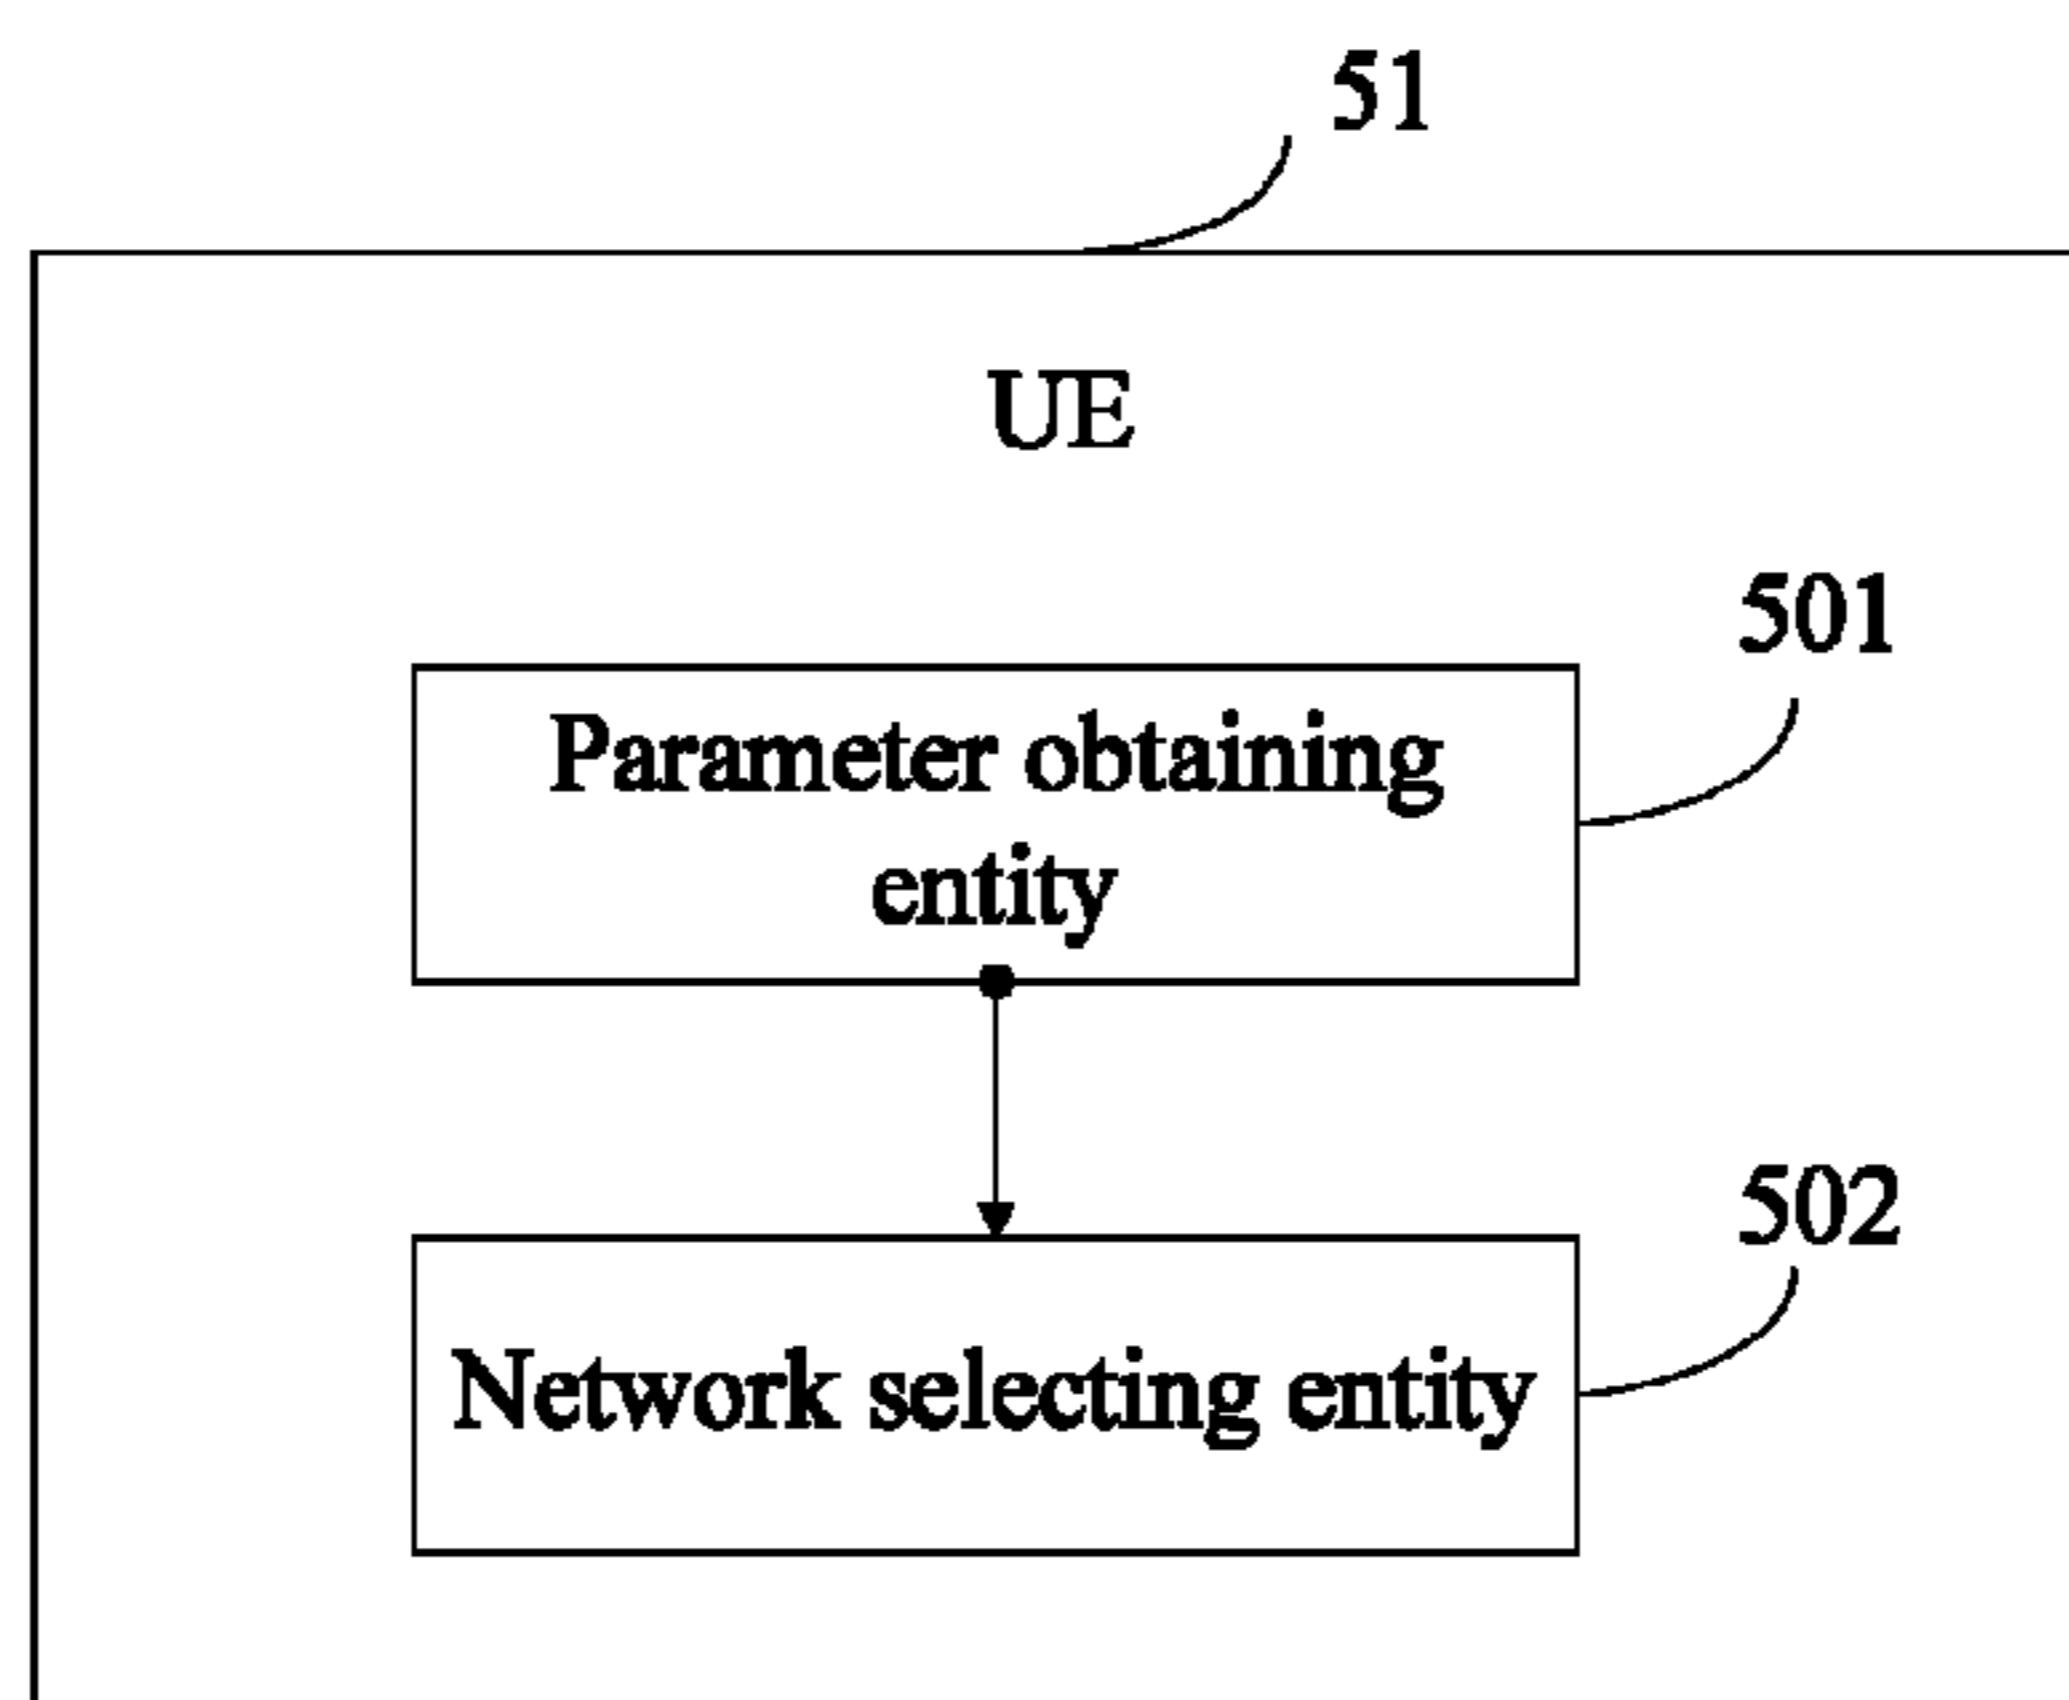 51
UE
501
Parameter obtaining
entity
502
Network selecting entity